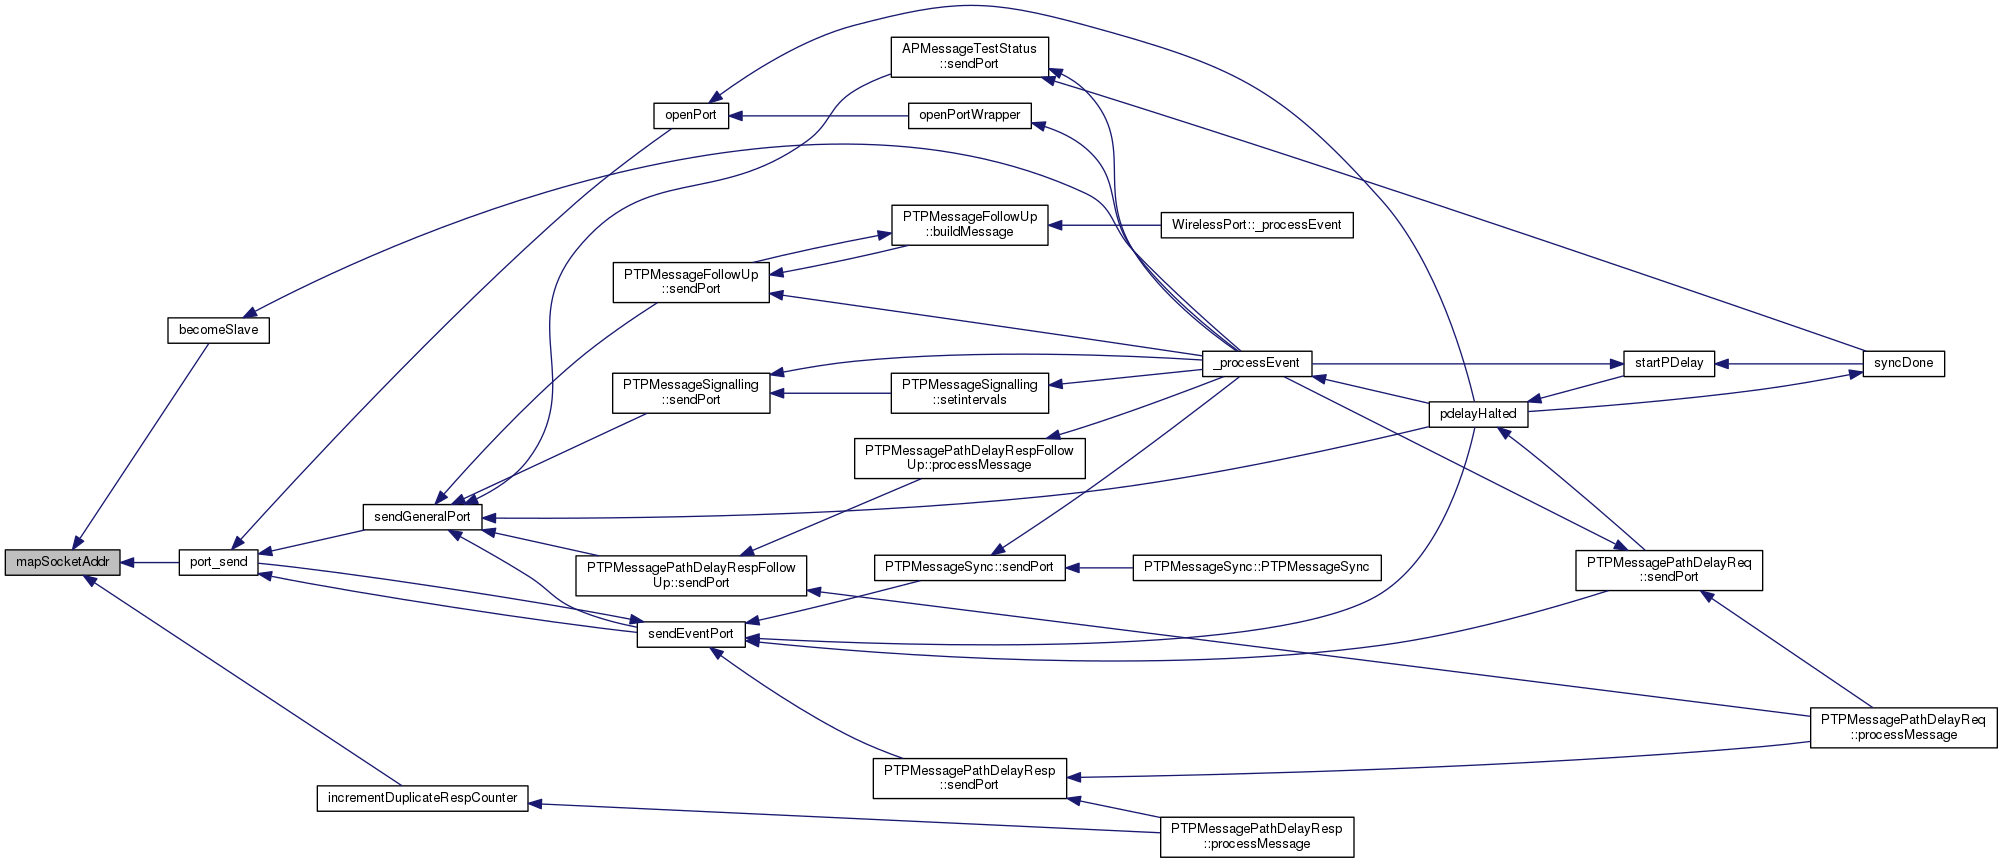 APMessageTestStatus
::sendPort
openPort
openPortWrapper
PTPMessageFollowUp
::buildMessage
WirelessPort::_processEvent
PTPMessageFollowUp
::sendPort
becomeSlave
_processEvent
startPDelay
syncDone
PTPMessageSignalling
::sendPort
PTPMessageSignalling
::setintervals
pdelayHalted
PTPMessagePathDelayRespFollow
Up::processMessage
sendGeneralPort
mapSocketAddr
port_send
PTPMessagePathDelayRespFollow
Up::sendPort
PTPMessageSync::sendPort
PTPMessageSync::PTPMessageSync
PTPMessagePathDelayReq
::sendPort
sendEventPort
PTPMessagePathDelayReq
::processMessage
PTPMessagePathDelayResp
::sendPort
incrementDuplicateRespCounter
PTPMessagePathDelayResp
::processMessage